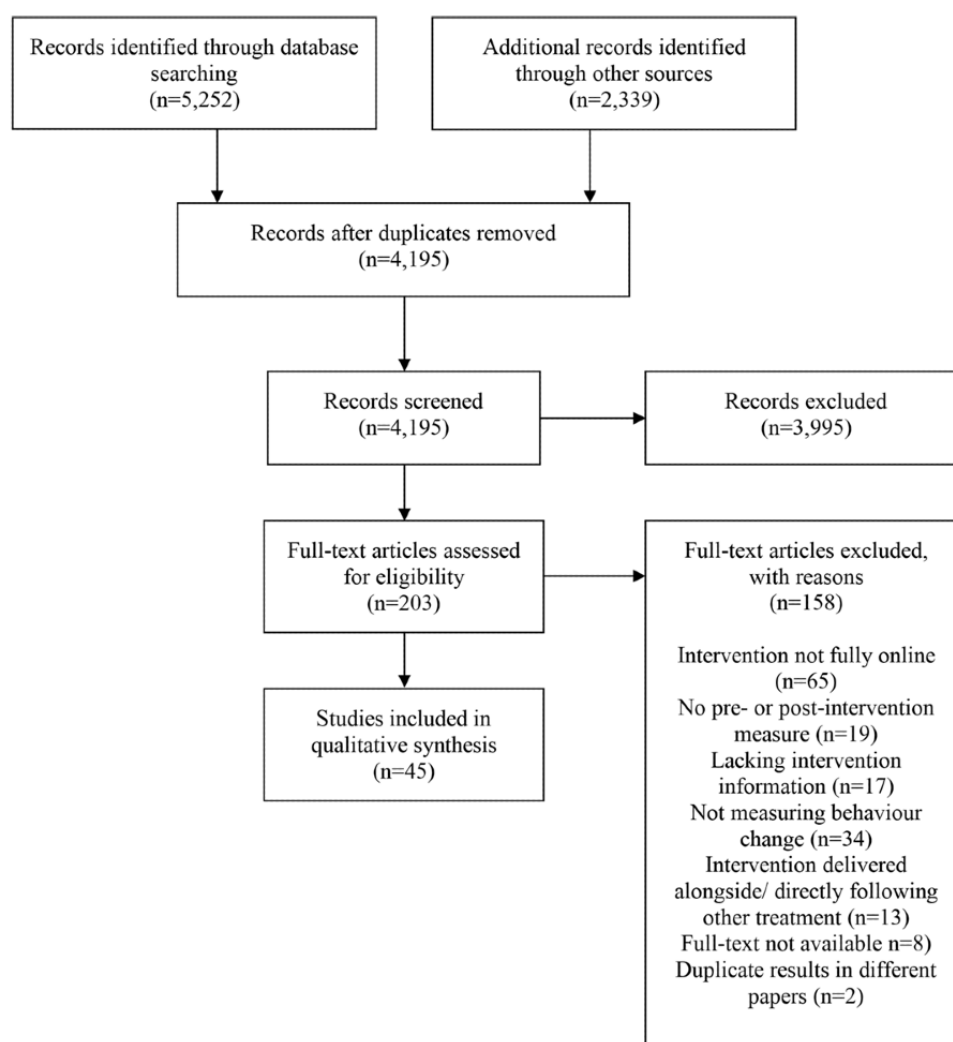 Records identified through database
searching
(n=5,252)
Additional records identified
through other sources
(n=2,339)
Records after duplicates removed
(n=4,195)
Records screened
(n=4,195)
Records excluded
(n=3,995)
Full-text articles assessed
for eligibility
(n=203)
Full-text articles excluded,
with reasons
(n=158)
Intervention not fully online
(n=65)
No pre- or post-intervention
measure (n=19)
Lacking intervention
information (n=17)
Not measuring behaviour
change (n=34)
Intervention delivered
alongside/ directly following
other treatment (n=13)
Full-text not available n=8)
Duplicate results in different
papers (n=2)
Studies included in
qualitative synthesis
(n=45)